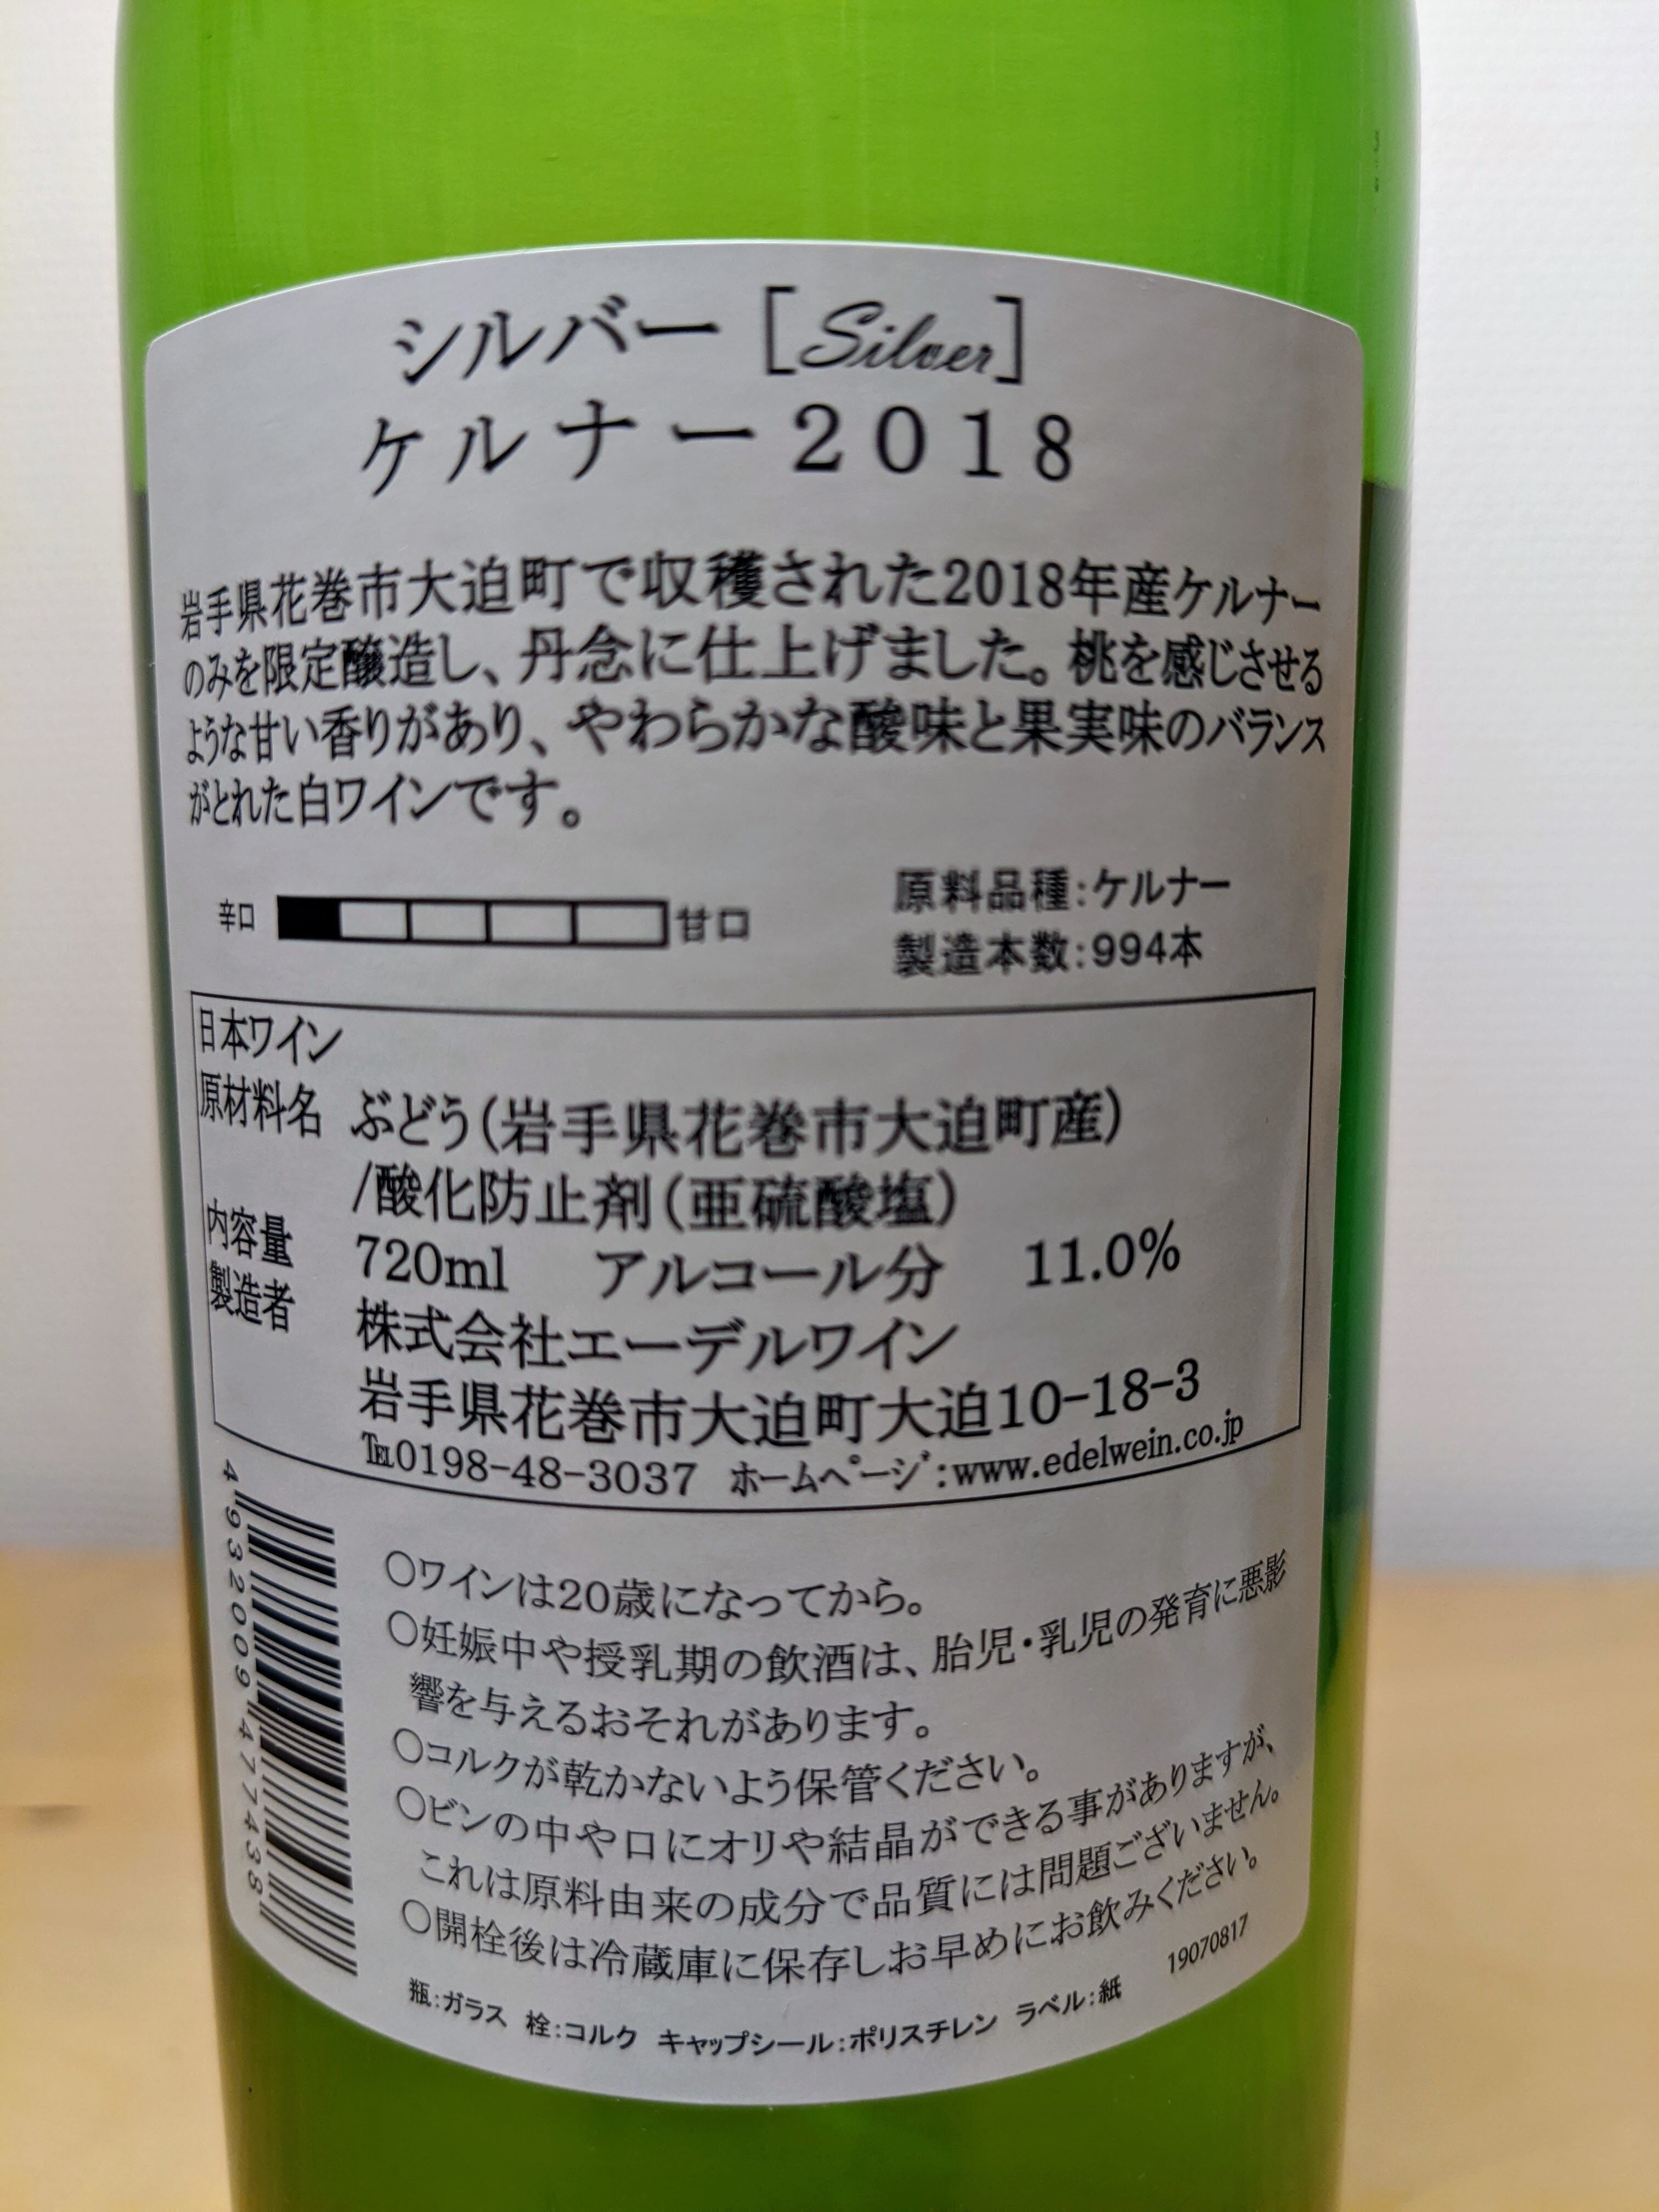 シルバー［Silver］
ケルナー2018
岩手県花巻市大迫町で収穫された2018年産ケルナー
のみを限定醸造し、丹念に仕上げました。桃を感じさせる
ような甘い香りがあり、やわらかな酸味と果実味のバランス
がとれた白ワインです。
辛口 甘口
原料品種：ケルナー
製造本数：994本
日本ワイン
原材料名 ぶどう（岩手県花巻市大迫町産）
/酸化防止剤（亜硫酸塩）
内容量 720ml アルコール分 11.0%
製造者 株式会社エーデルワイン
岩手県花巻市大迫町大迫10-18-3
℡0198-48-3037 ホームページ：www.edelwein.co.jp
4932009477438
○ワインは20歳になってから。
○妊娠中や授乳期の飲酒は、胎児・乳児の発育に悪影
響を与えるおそれがあります。
○コルクが乾かないよう保管ください。
○ビンの中や口にオリや結晶ができる事がありますが、
これは原料由来の成分で品質には問題ございません。
○開栓後は冷蔵庫に保存しお早めにお飲みください。
19070817
瓶：ガラス 栓：コルク キャップシール：ポリスチレン ラベル：紙